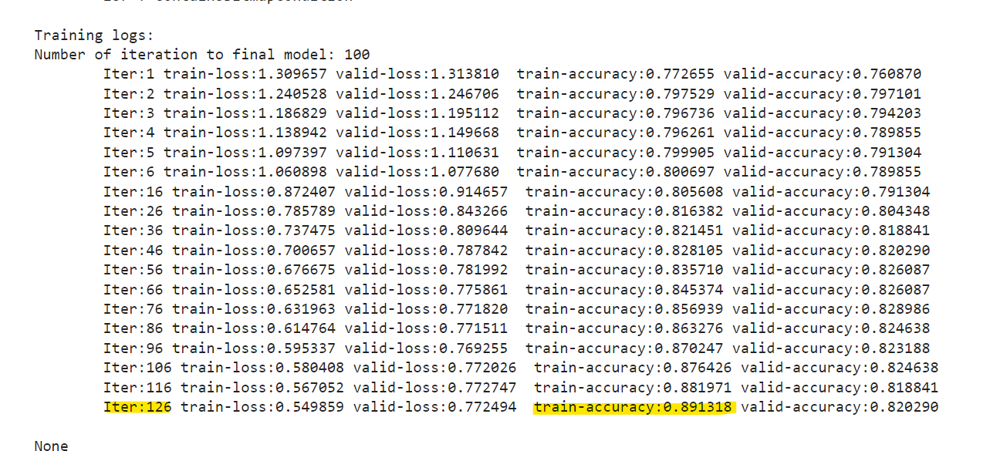 Training logs:
Number of iteration to final model: 100
Iter:1 train-loss:1.309657 valid-loss:1.313810 train-accuracy:0.772655 valid-accuracy:0.760870
Iter:2 train-loss:1.240528 valid-loss:1.246706 train-accuracy:0.797529 valid-accuracy:0.797101
Iter:3 train-loss:1.186829 valid-loss:1.195112 train-accuracy:0.796736 valid-accuracy:0.794203
Iter:4 train-loss:1.138942 valid-loss:1.149668 train-accuracy:0.796261 valid-accuracy:0.789855
Iter:5 train-loss:1.097397 valid-loss:1.110631 train-accuracy:0.799905 valid-accuracy:0.791304
Iter:6 train-loss:1.060898 valid-loss:1.077680 train-accuracy:0.800697 valid-accuracy:0.789855
Iter:16 train-loss:0.872407 valid-loss:0.914657 train-accuracy:0.805608 valid-accuracy:0.791304
Iter:26 train-loss:0.785789 valid-loss:0.843266 train-accuracy:0.816382 valid-accuracy:0.804348
Iter:36 train-loss:0.737475 valid-loss:0.809644 train-accuracy:0.821451 valid-accuracy:0.818841
Iter:46 train-loss:0.700657 valid-loss:0.787842 train-accuracy:0.828105 valid-accuracy:0.820290
Iter:56 train-loss:0.676675 valid-loss:0.781992 train-accuracy:0.835710 valid-accuracy:0.826087
Iter:66 train-loss:0.652581 valid-loss:0.775861 train-accuracy:0.845374 valid-accuracy:0.826087
Iter:76 train-loss:0.631963 valid-loss:0.771820 train-accuracy:0.856939 valid-accuracy:0.828986
Iter:86 train-loss:0.614764 valid-loss:0.771511 train-accuracy:0.863276 valid-accuracy:0.824638
Iter:96 train-loss:0.595337 valid-loss:0.769255 train-accuracy:0.870247 valid-accuracy:0.823188
Iter:106 train-loss:0.580408 valid-loss:0.772026 train-accuracy:0.876426 valid-accuracy:0.824638
Iter:116 train-loss:0.567052 valid-loss:0.772747 train-accuracy:0.881971 valid-accuracy:0.818841
Iter:126 train-loss:0.549859 valid-loss:0.772494 train-accuracy:0.891318 valid-accuracy:0.820290
None